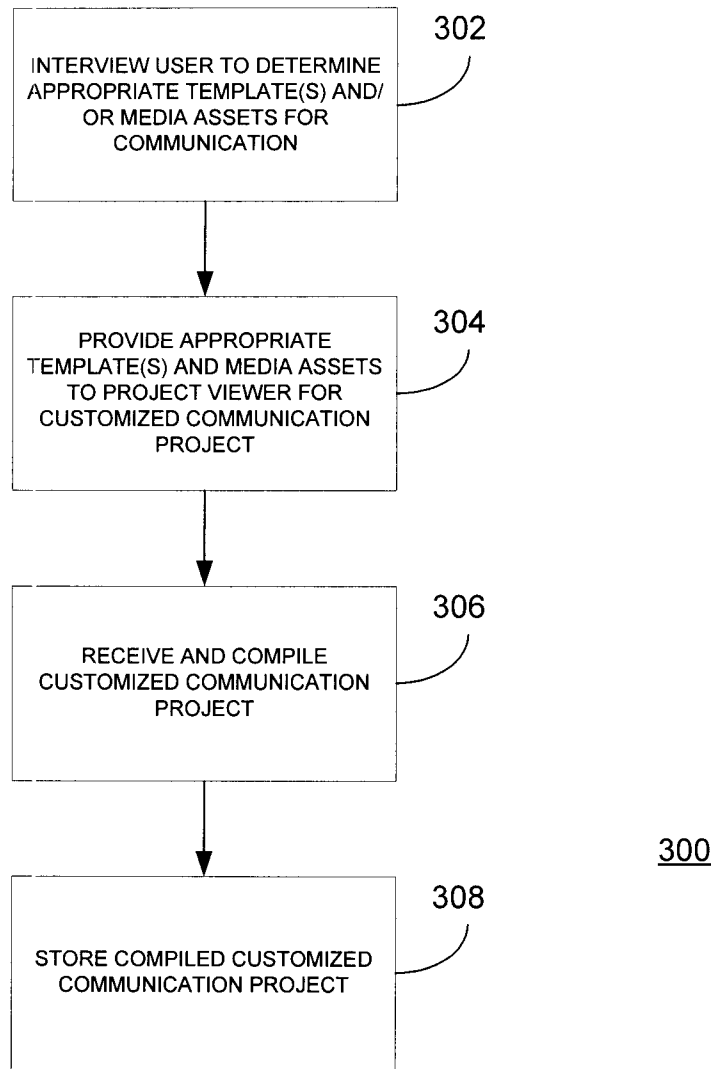 302
INTERVIEW USER TO DETERMINE
APPROPRIATE TEMPLATE(S) AND/
OR MEDIA ASSETS FOR
COMMUNICATION
304
PROVIDE APPROPRIATE
TEMPLATE(S) AND MEDIA ASSETS
TO PROJECT VIEWER FOR
CUSTOMIZED COMMUNICATION
PROJECT
306
RECEIVE AND COMPILE
CUSTOMIZED COMMUNICATION
PROJECT
300
308
STORE COMPILED CUSTOMIZED
COMMUNICATION PROJECT